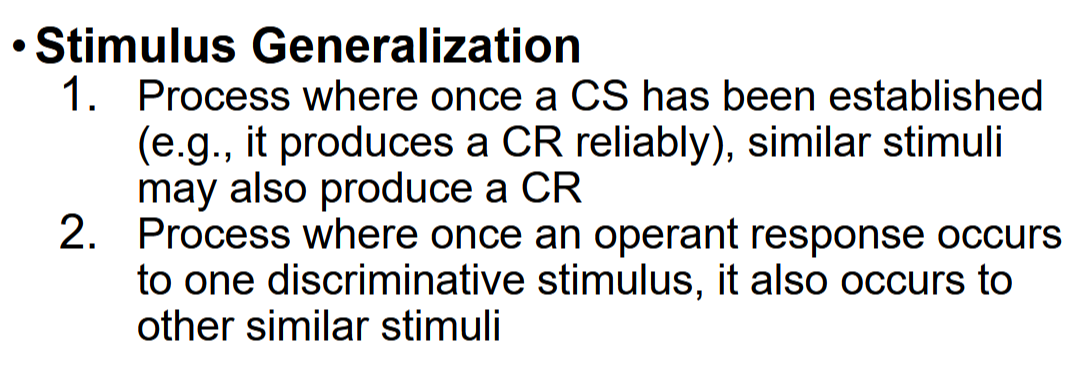 • Stimulus Generalization
1. Process where once a CS has been established
(e.g., it produces a CR reliably), similar stimuli
may also produce a CR
2. Process where once an operant response occurs
to one discriminative stimulus, it also occurs to
other similar stimuli